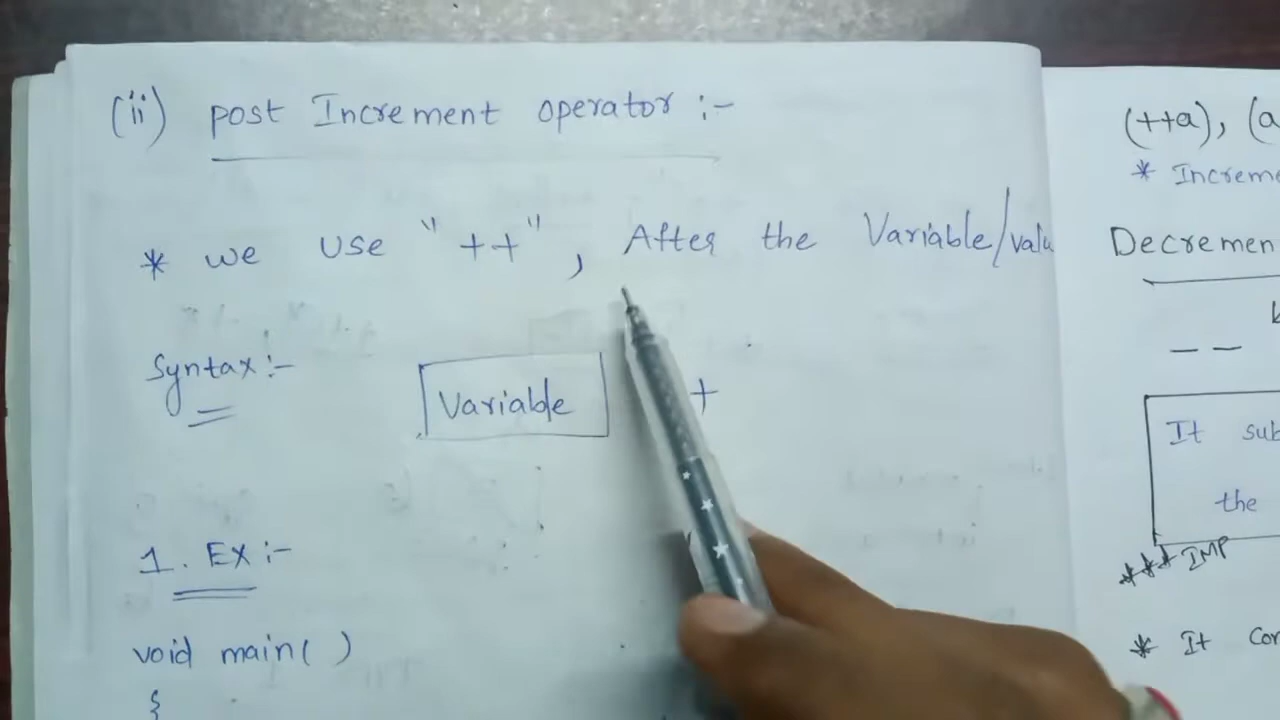 (ii) post Increment operator :-
* we use "++", After the Variable/valu
Syntax :-
Variable +
1. Ex :-
void main( )
{
(++a), (a
* Increme
Decremen
— —
It sub
the
*** IMP
* It Con